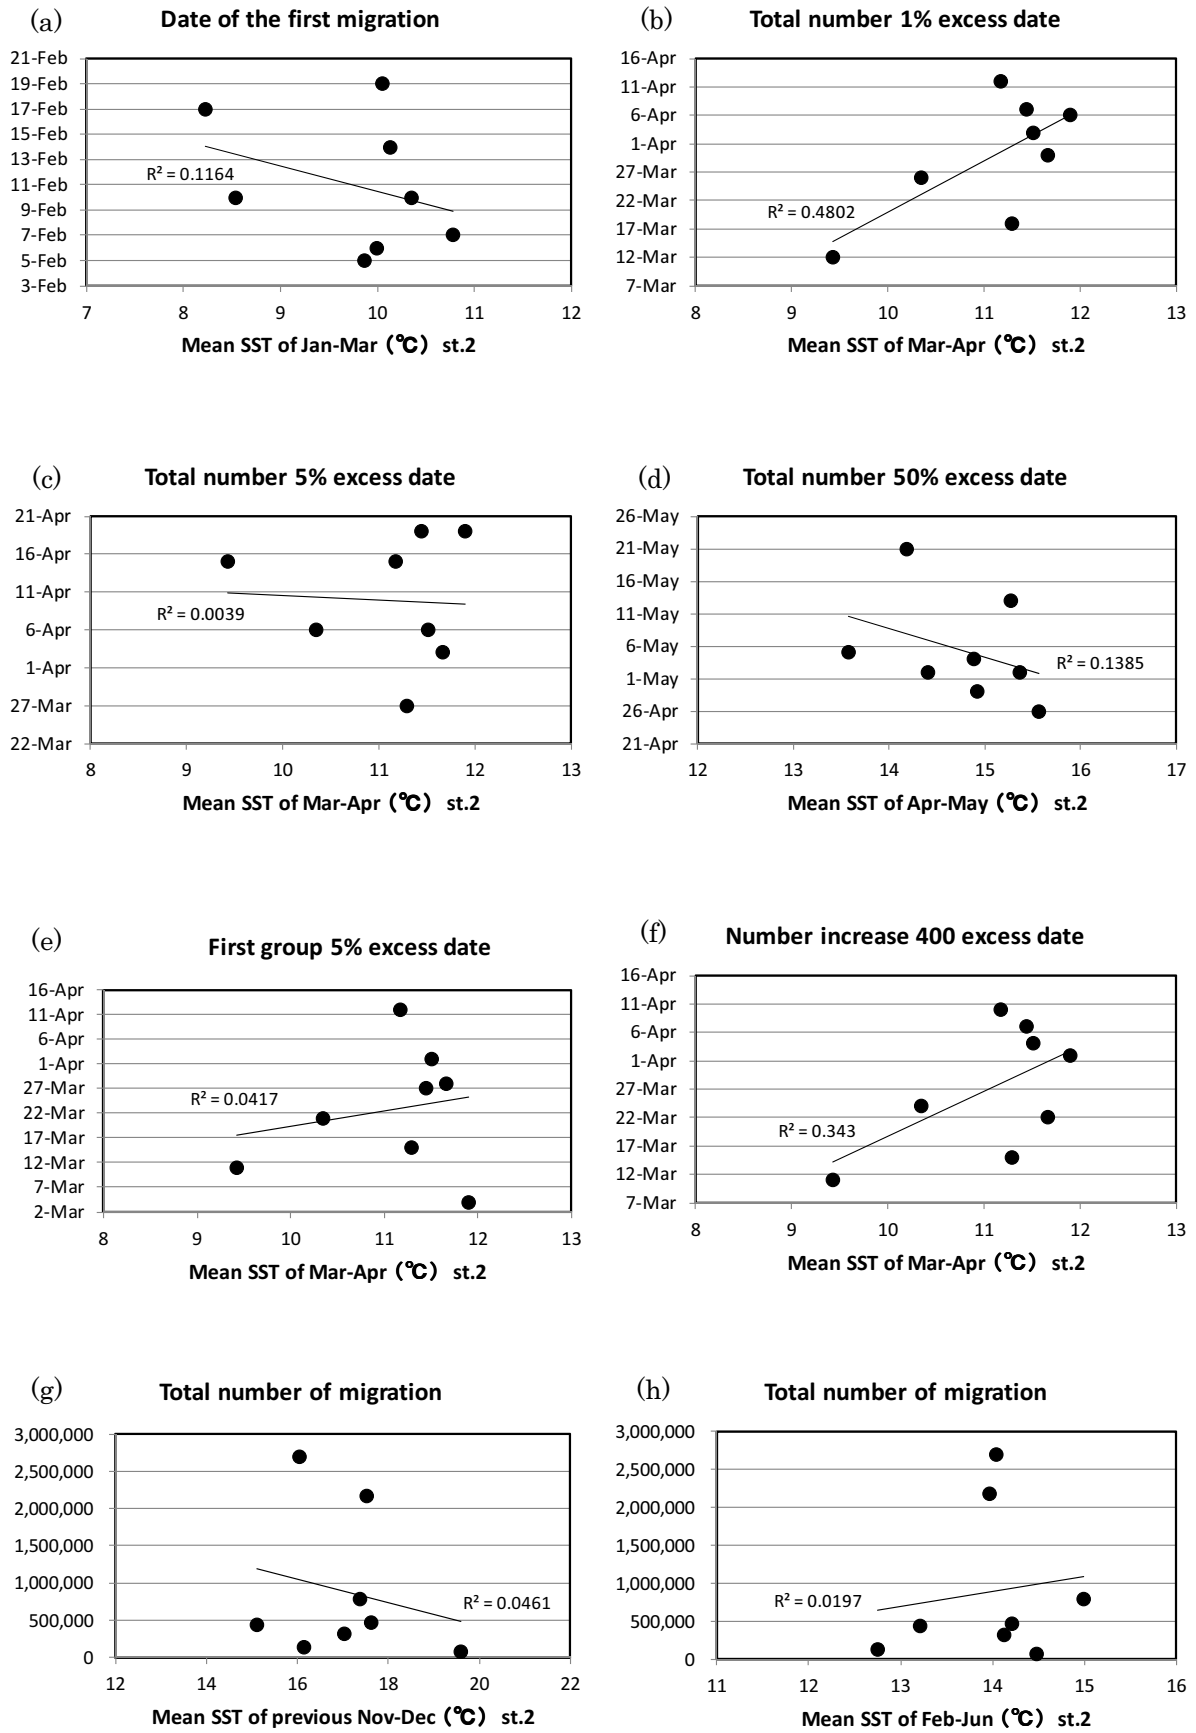 (a)
Date of the first migration
21-Feb
19-Feb
17-Feb
15-Feb
13-Feb
11-Feb
9-Feb
7-Feb
5-Feb
3-Feb
R² = 0.1164
7 8 9 10 11 12
Mean SST of Jan-Mar (℃) st.2
(b)
Total number 1% excess date
16-Apr
11-Apr
6-Apr
1-Apr
27-Mar
22-Mar
17-Mar
12-Mar
7-Mar
R² = 0.4802
8 9 10 11 12 13
Mean SST of Mar-Apr (℃) st.2
(c)
Total number 5% excess date
21-Apr
16-Apr
11-Apr
6-Apr
1-Apr
27-Mar
22-Mar
R² = 0.0039
8 9 10 11 12 13
Mean SST of Mar-Apr (℃) st.2
(d)
Total number 50% excess date
26-May
21-May
16-May
11-May
6-May
1-May
26-Apr
21-Apr
R² = 0.1385
12 13 14 15 16 17
Mean SST of Apr-May (℃) st.2
(e)
First group 5% excess date
16-Apr
11-Apr
6-Apr
1-Apr
27-Mar
22-Mar
17-Mar
12-Mar
7-Mar
2-Mar
R² = 0.0417
8 9 10 11 12 13
Mean SST of Mar-Apr (℃) st.2
(f)
Number increase 400 excess date
16-Apr
11-Apr
6-Apr
1-Apr
27-Mar
22-Mar
17-Mar
12-Mar
7-Mar
R² = 0.343
8 9 10 11 12 13
Mean SST of Mar-Apr (℃) st.2
(g)
Total number of migration
3,000,000
2,500,000
2,000,000
1,500,000
1,000,000
500,000
0
R² = 0.0461
12 14 16 18 20 22
Mean SST of previous Nov-Dec (℃) st.2
(h)
Total number of migration
3,000,000
2,500,000
2,000,000
1,500,000
1,000,000
500,000
0
R² = 0.0197
11 12 13 14 15 16
Mean SST of Feb-Jun (℃) st.2